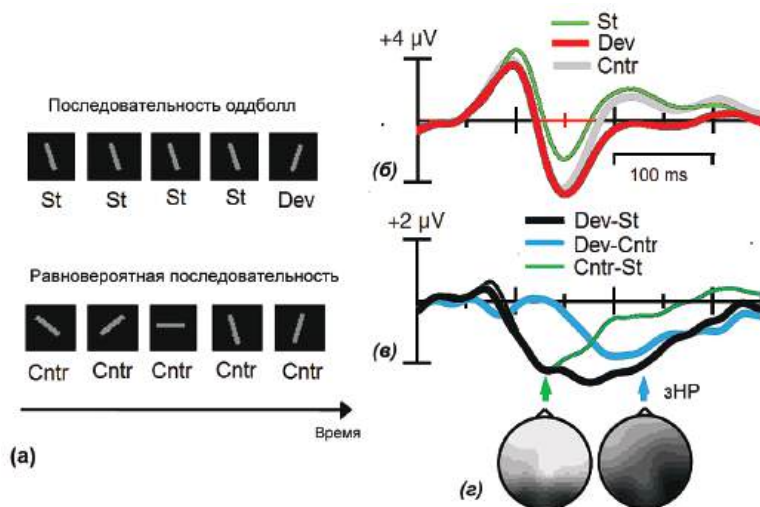 Последовательность оддболл
St St St St Dev
Равновероятная последовательность
Cntr Cntr Cntr Cntr Cntr
Время
(а)
+4 µV
St
Dev
Cntr
(б)
100 ms
+2 µV
Dev-St
Dev-Cntr
Cntr-St
(в)
зНР
(г)